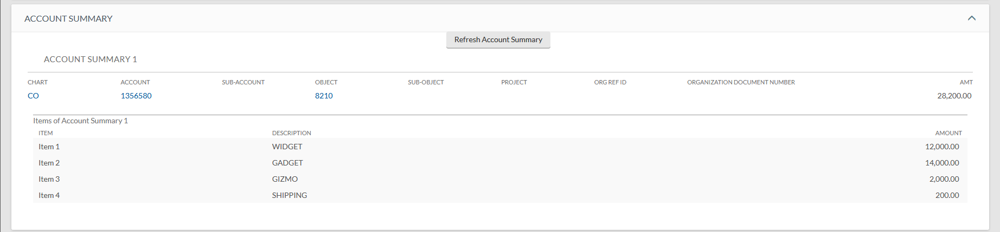 ACCOUNT SUMMARY
Refresh Account Summary
ACCOUNT SUMMARY 1
CHART ACCOUNT SUB-ACCOUNT OBJECT SUB-OBJECT PROJECT ORG REF ID ORGANIZATION DOCUMENT NUMBER AMT
CO 1356580 8210 28,200.00
Items of Account Summary 1
ITEM DESCRIPTION AMOUNT
Item 1 WIDGET 12,000.00
Item 2 GADGET 14,000.00
Item 3 GIZMO 2,000.00
Item 4 SHIPPING 200.00